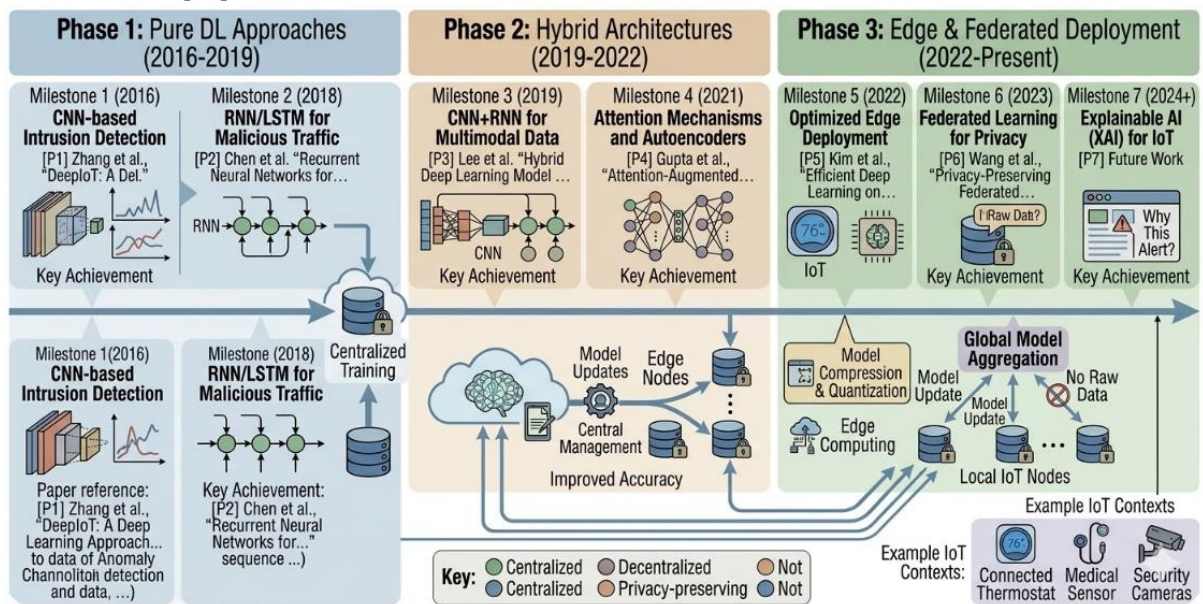 Phase 1: Pure DL Approaches
(2016-2019)
Phase 2: Hybrid Architectures
(2019-2022)
Phase 3: Edge & Federated Deployment
(2022-Present)
Milestone 1 (2016)
CNN-based
Intrusion Detection
[P1] Zhang et al.,
"DeepIoT: A Del."
Key Achievement
Milestone 2 (2018)
RNN/LSTM for
Malicious Traffic
[P2] Chen et al. "Recurrent
Neural Networks for...
RNN
Key Achievement
Milestone 3 (2019)
CNN+RNN for
Multimodal Data
[P3] Lee et al. "Hybrid
Deep Learning Model ...
CNN
Key Achievement
Milestone 4 (2021)
Attention Mechanisms
and Autoencoders
[P4] Gupta et al.,
"Attention-Augmented...
Key Achievement
Milestone 5 (2022)
Optimized Edge
Deployment
[P5] Kim et al.,
"Efficient Deep
Learning on...
76°
IoT
Key Achievement
Milestone 6 (2023)
Federated Learning
for Privacy
[P6] Wang et al.,
"Privacy-Preserving
Federated...
Raw Data?
Key Achievement
Milestone 7 (2024+)
Explainable AI
(XAI) for IoT
[P7] Future Work
Why
This
Alert?
Key Achievement
Milestone 1(2016)
CNN-based
Intrusion Detection
Paper reference:
[P1] Zhang et al.,
"DeepIoT: A Deep
Learning Approach...
to data of Anomaly
Channolitoln detection
and data, ...)
Milestone (2018)
RNN/LSTM for
Malicious Traffic
Key Achievement:
[P2] Chen et al.,
"Recurrent Neural
Networks for..."
sequence ...)
Centralized
Training
Model
Updates
Edge
Nodes
Central
Management
Improved Accuracy
Model
Compression
& Quantization
Edge
Computing
Global Model
Aggregation
Model
Update
Model
Update
No Raw
Data
Local IoT Nodes
Example IoT Contexts
Key:
Centralized
Decentralized
Not
Centralized
Privacy-preserving
Not
Example IoT
Contexts:
76°
Connected
Thermostat
Medical
Sensor
Security
Cameras